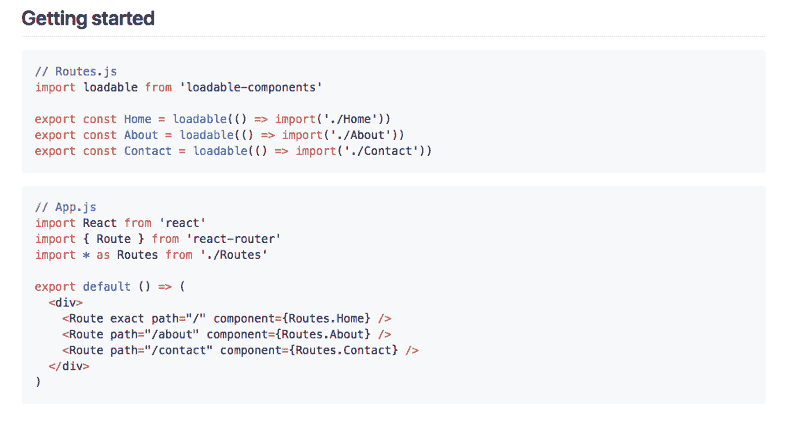 Getting started
// Routes.js
import loadable from 'loadable-components'
export const Home = loadable(() => import('./Home'))
export const About = loadable(() => import('./About'))
export const Contact = loadable(() => import('./Contact'))
// App.js
import React from 'react'
import { Route } from 'react-router'
import * as Routes from './Routes'
export default () => (
  <div>
    <Route exact path="/" component={Routes.Home} />
    <Route path="/about" component={Routes.About} />
    <Route path="/contact" component={Routes.Contact} />
  </div>
)